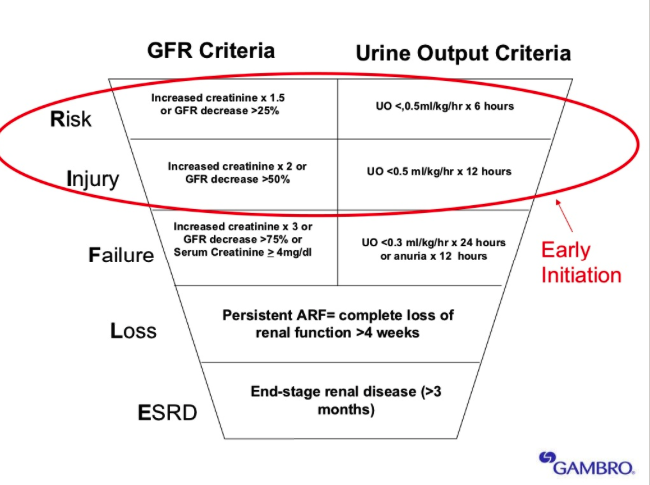 GFR Criteria
Urine Output Criteria
Risk
Increased creatinine x 1.5
or GFR decrease >25%
UO <,0.5ml/kg/hr x 6 hours
Injury
Increased creatinine x 2 or
GFR decrease >50%
UO <0.5 ml/kg/hr x 12 hours
Failure
Increased creatinine x 3 or
GFR decrease >75% or
Serum Creatinine ≥ 4mg/dl
UO <0.3 ml/kg/hr x 24 hours
or anuria x 12 hours
Early
Initiation
Loss
Persistent ARF= complete loss of
renal function >4 weeks
ESRD
End-stage renal disease (>3
months)
GAMBRO.